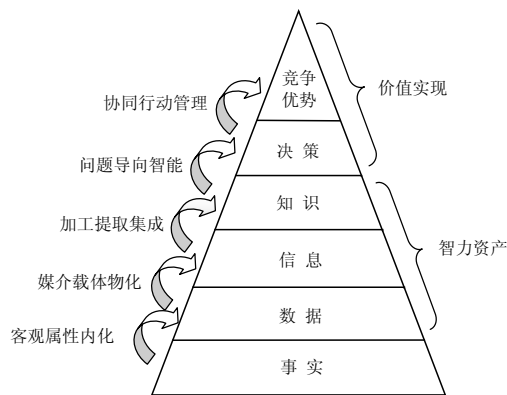 竞争
优势
价值实现
协同行动管理
决 策
问题导向智能
知 识
加工提取集成
智力资产
信 息
媒介载体物化
数 据
客观属性内化
事 实